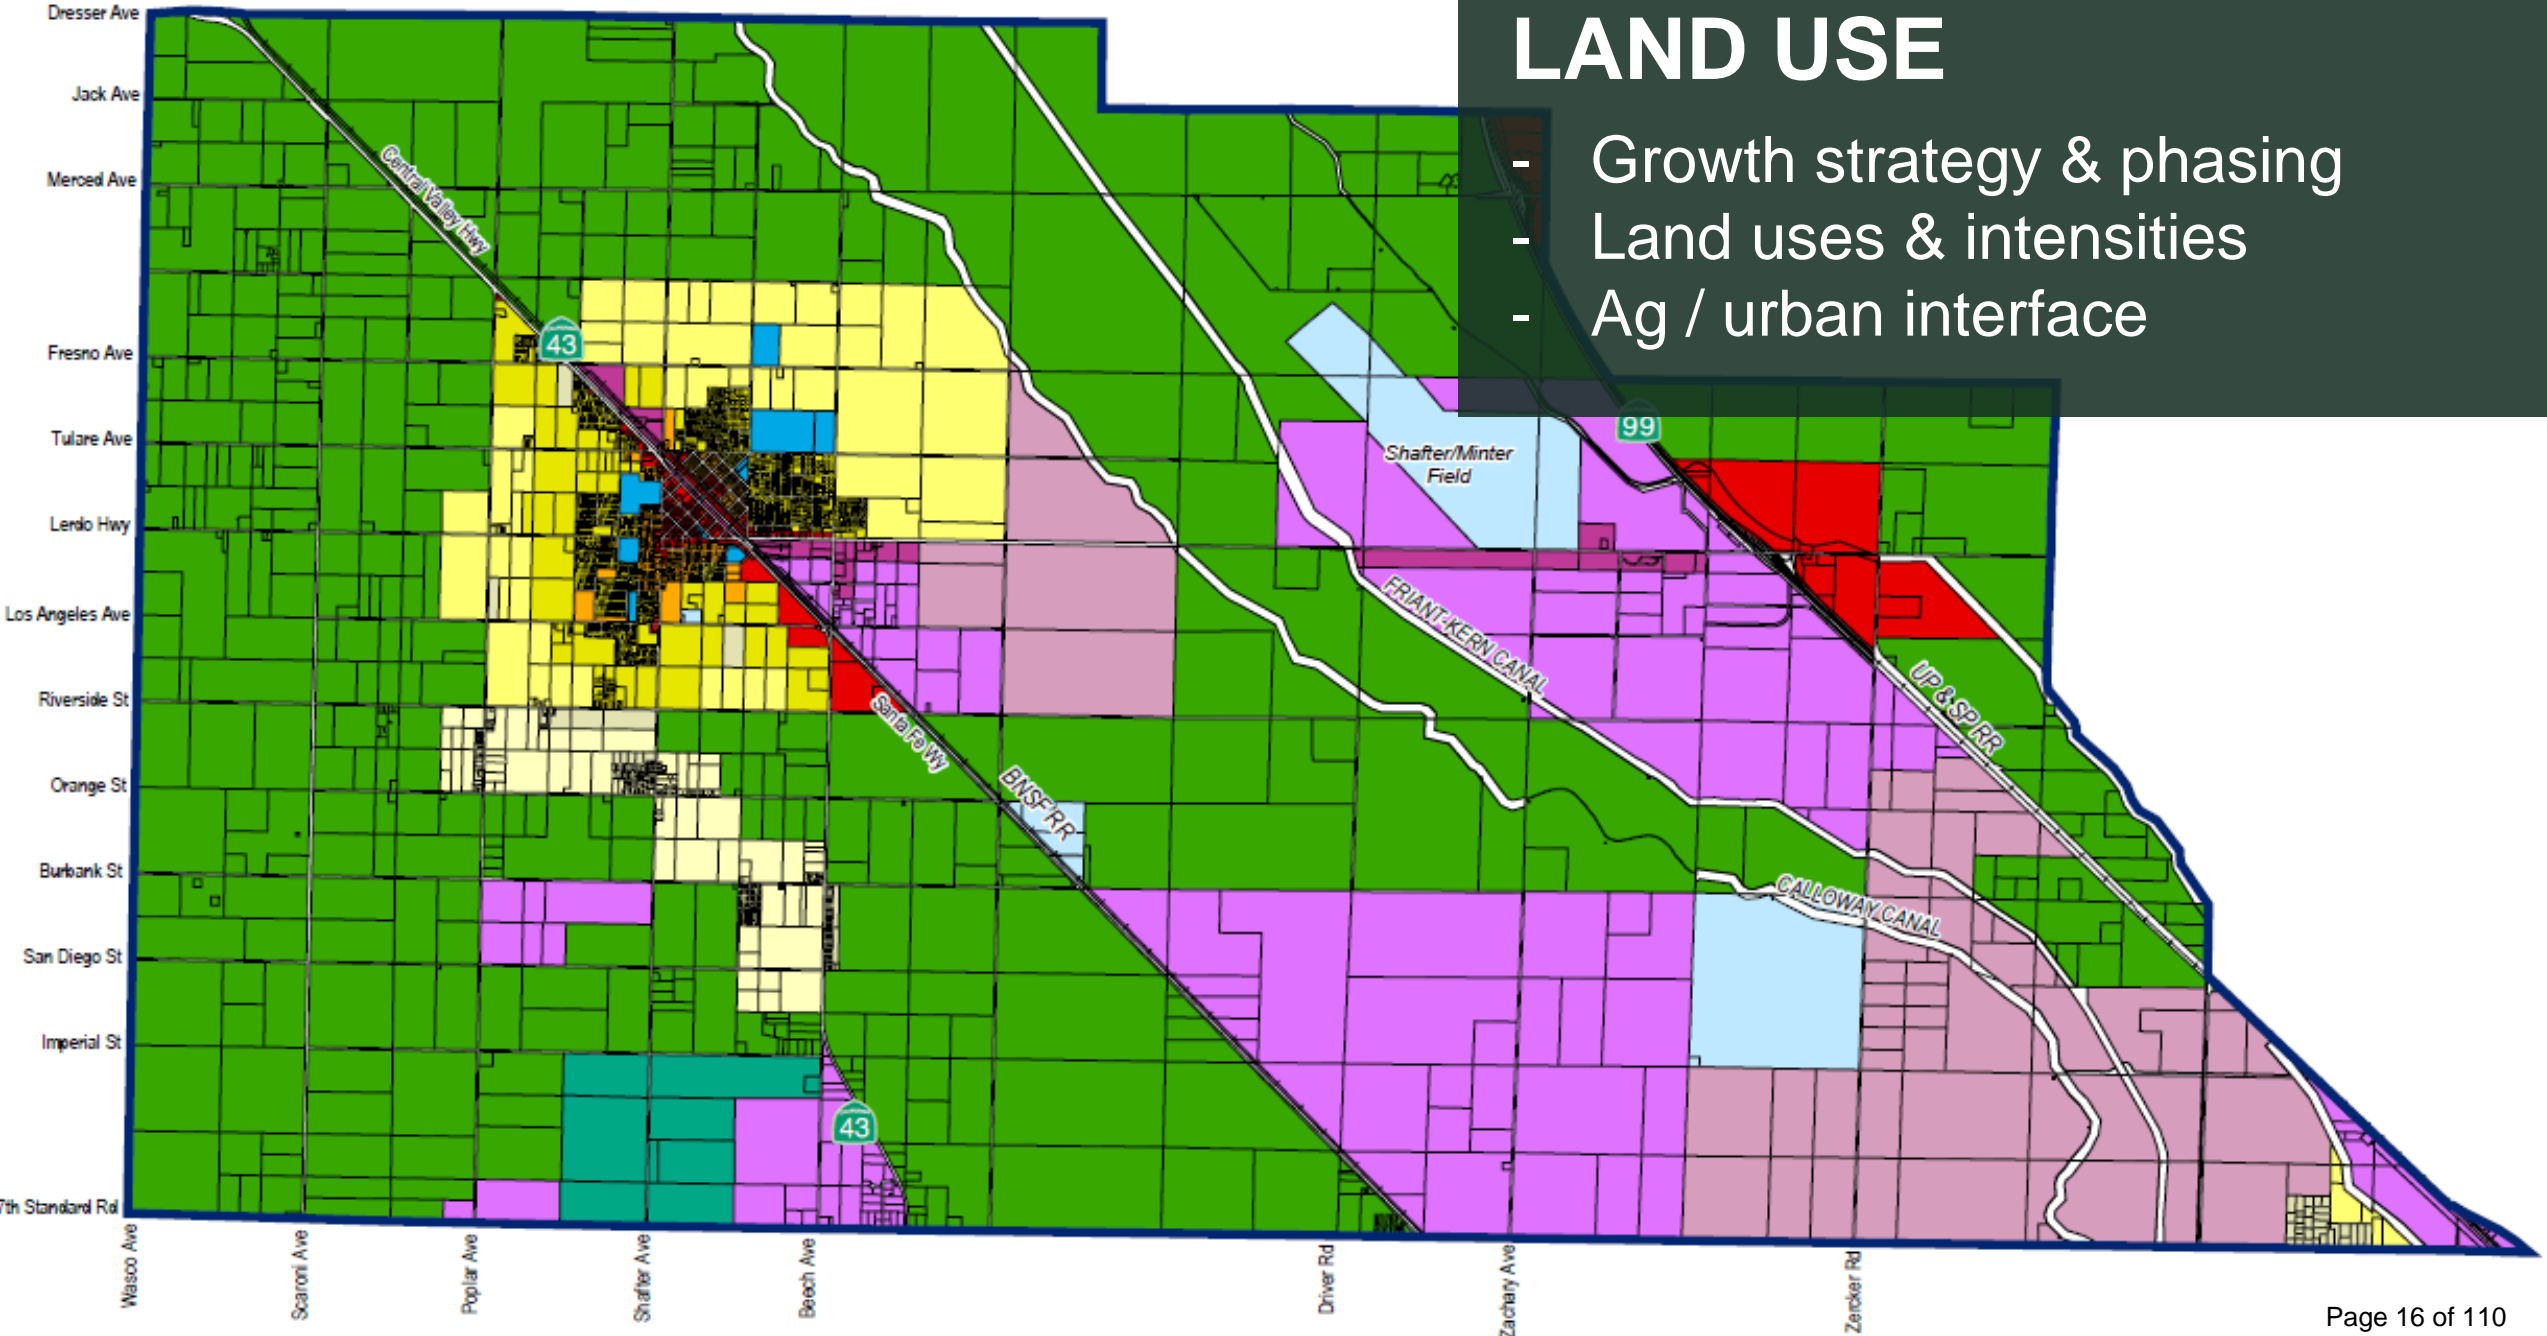 LAND USE
- Growth strategy & phasing
- Land uses & intensities
- Ag / urban interface
Dresser Ave
Jack Ave
Merced Ave
Fresno Ave
Tulare Ave
Lerdo Hwy
Los Angeles Ave
Riverside St
Orange St
Burbank St
San Diego St
Imperial St
7th Standard Rd
Central Valley Hwy
43
99
Shafter/Minter
Field
FRIANT-KERN CANAL
UP & SP RR
Santa Fe Wy
BNSF RR
CALLOWAY CANAL
43
Wasco Ave
Scaroni Ave
Poplar Ave
Shafter Ave
Beech Ave
Driver Rd
Zachary Ave
Zerker Rd
Page 16 of 110